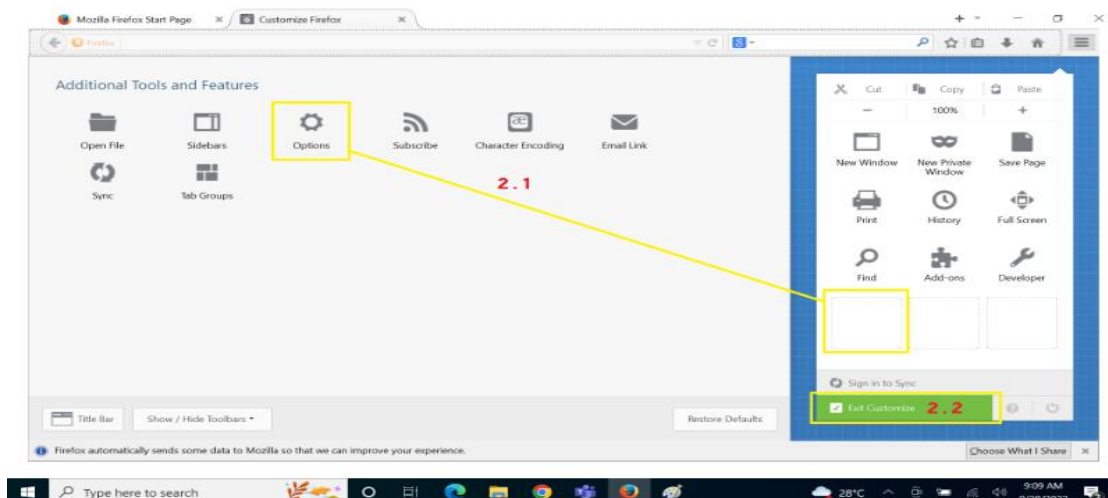 Mozilla Firefox Start Page × Customize Firefox × + − ×
Firefox
Additional Tools and Features
Cut Copy Paste
− 100% +
Open File Sidebars Options Subscribe Character Encoding Email Link
New Window New Private Window Save Page
Sync Tab Groups
2.1
Print History Full Screen
Find Add-ons Developer
Sign in to Sync
Title Bar Show / Hide Toolbars Restore Defaults
Exit Customize 2.2
Firefox automatically sends some data to Mozilla so that we can improve your experience. Choose What I Share ×
Type here to search 28°C 9:09 AM